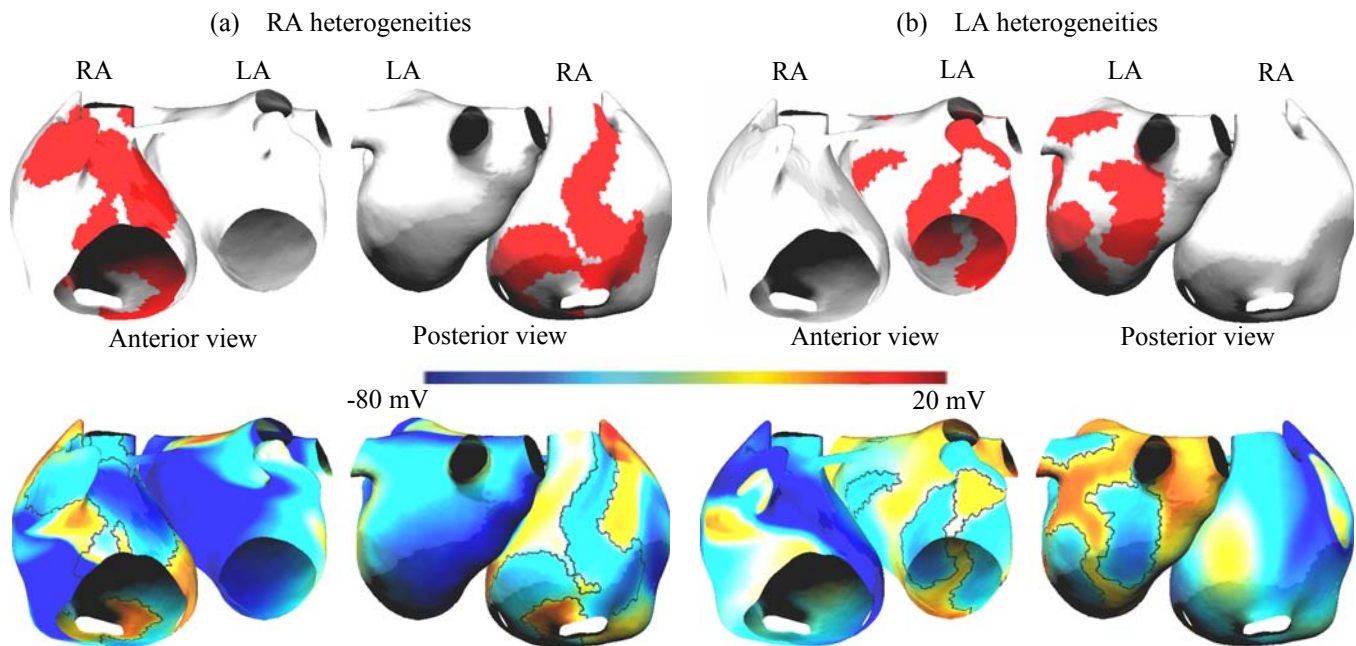 (a) RA heterogeneities
(b) LA heterogeneities
RA LA LA RA
RA LA LA RA
Anterior view Posterior view
Anterior view Posterior view
-80 mV 20 mV